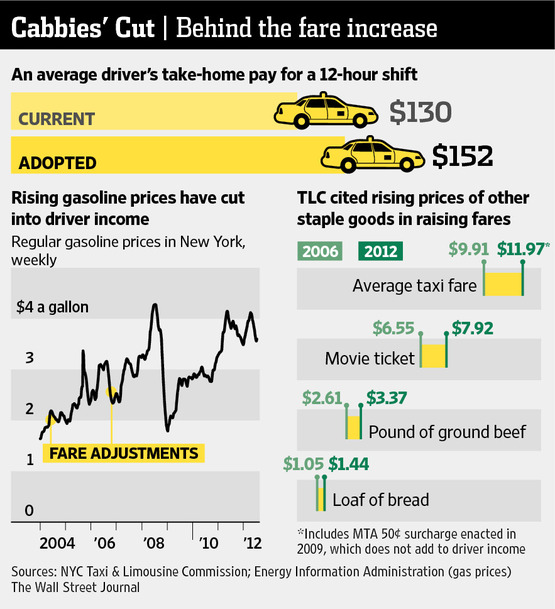 Cabbies' Cut | Behind the fare increase
An average driver's take-home pay for a 12-hour shift
CURRENT
$130
ADOPTED
$152
Rising gasoline prices have cut
into driver income
Regular gasoline prices in New York,
weekly
$4 a gallon
3
2
1
0
FARE ADJUSTMENTS
2004 '06 '08 '10 '12
TLC cited rising prices of other
staple goods in raising fares
2006 2012
$9.91 $11.97*
Average taxi fare
$6.55 $7.92
Movie ticket
$2.61 $3.37
Pound of ground beef
$1.05 $1.44
Loaf of bread
*Includes MTA 50¢ surcharge enacted in
2009, which does not add to driver income
Sources: NYC Taxi & Limousine Commission; Energy Information Administration (gas prices)
The Wall Street Journal